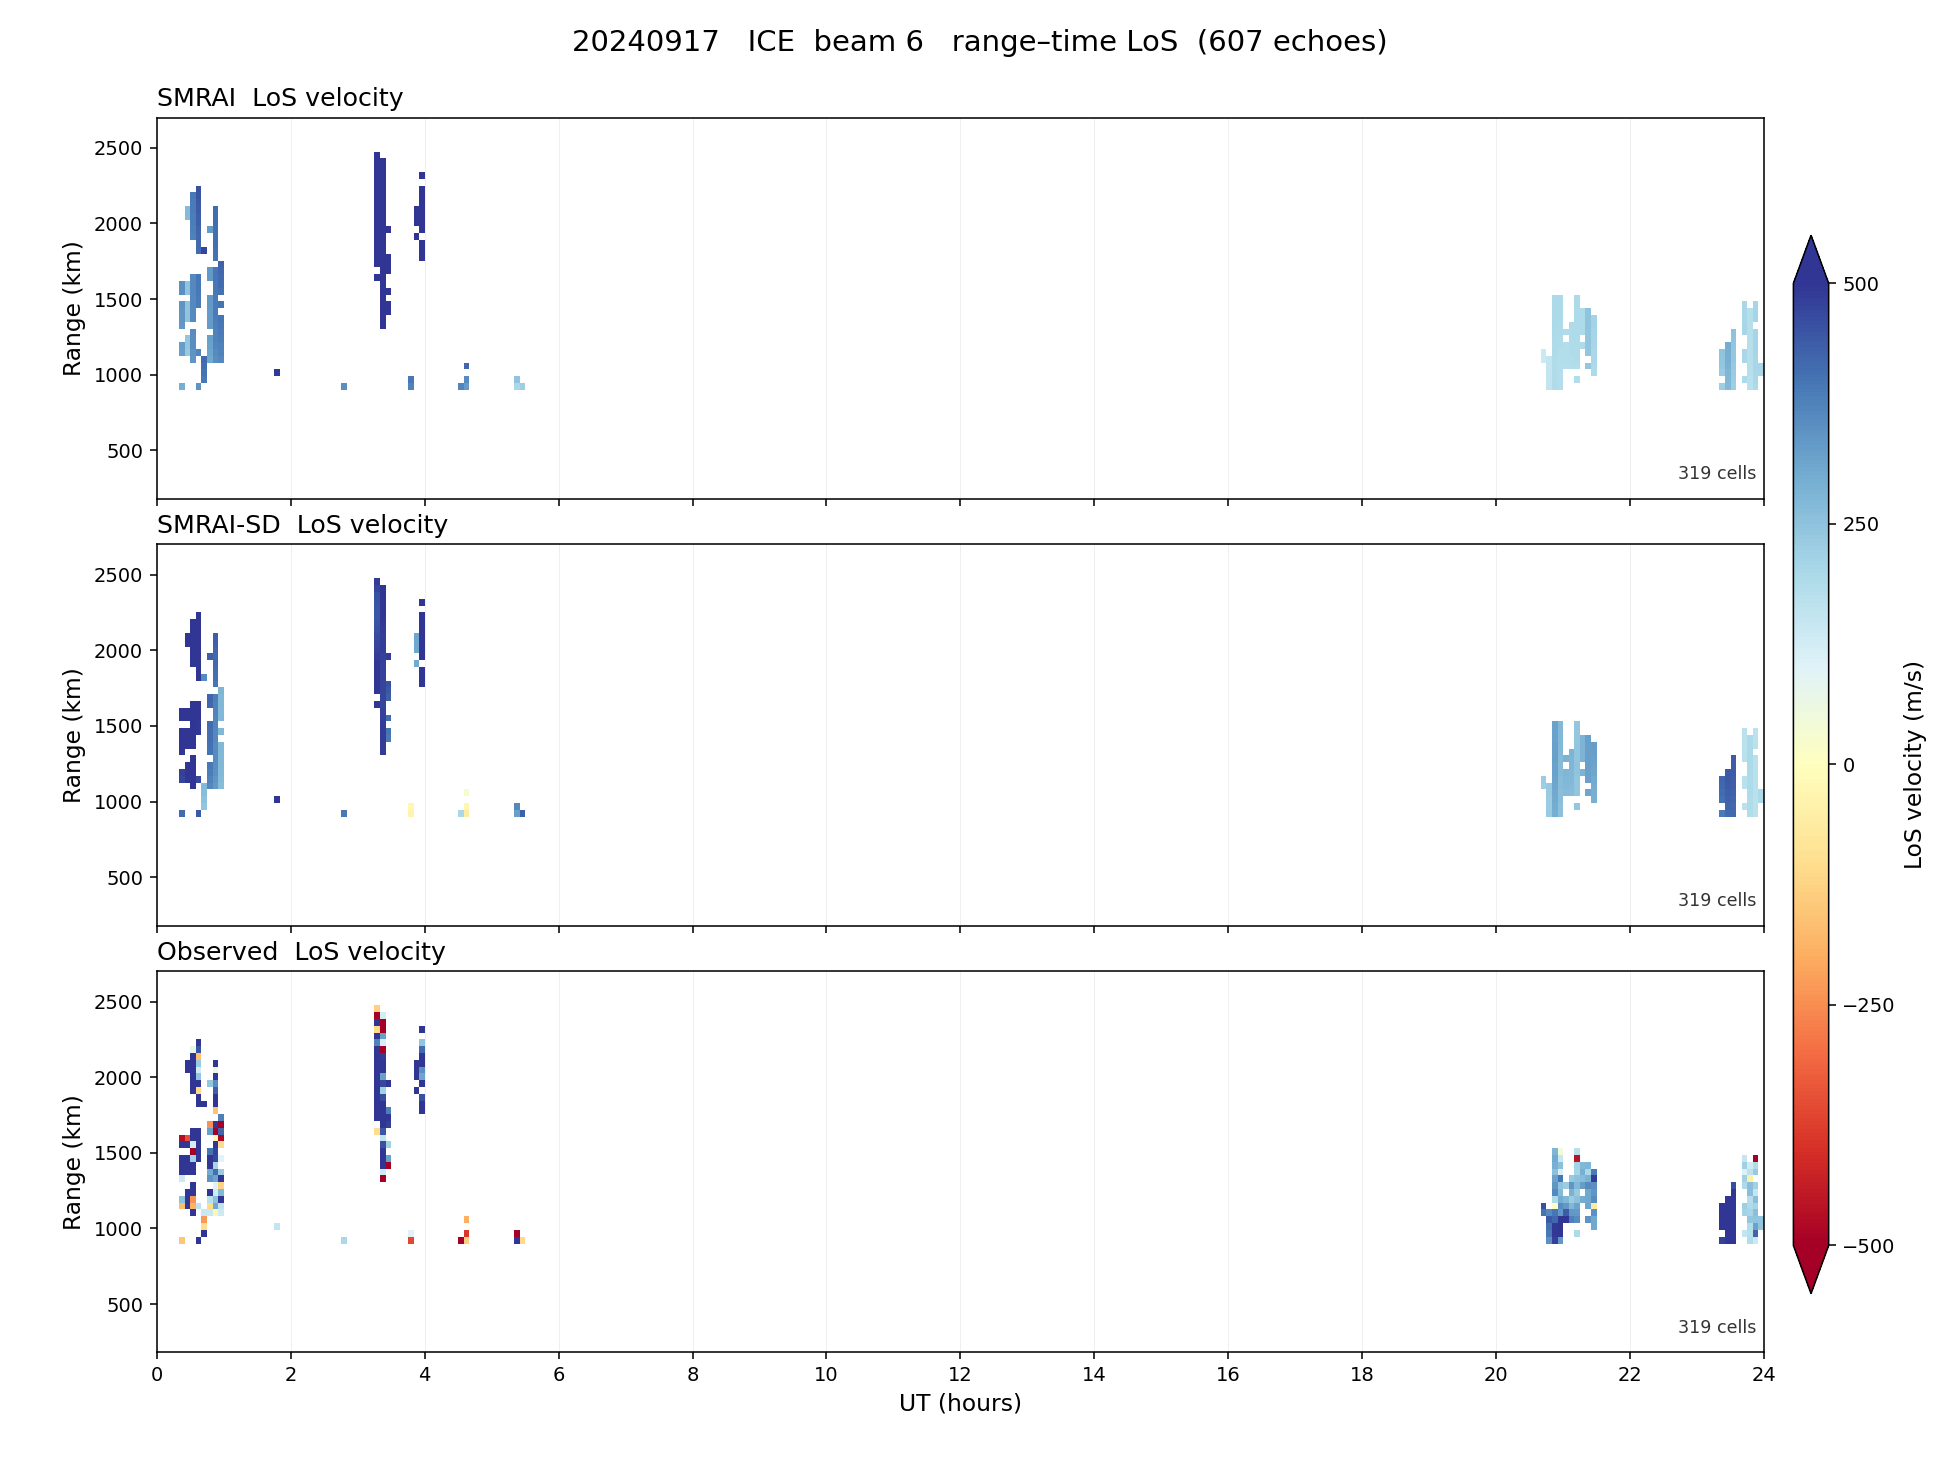 20240917   ICE  beam 6   range–time LoS  (607 echoes)
SMRAI  LoS velocity
2500
2000
1500
1000
500
Range (km)
319 cells
SMRAI-SD  LoS velocity
2500
2000
1500
1000
500
Range (km)
319 cells
Observed  LoS velocity
2500
2000
1500
1000
500
Range (km)
319 cells
0 2 4 6 8 10 12 14 16 18 20 22 24
UT (hours)
500
250
0
−250
−500
LoS velocity (m/s)